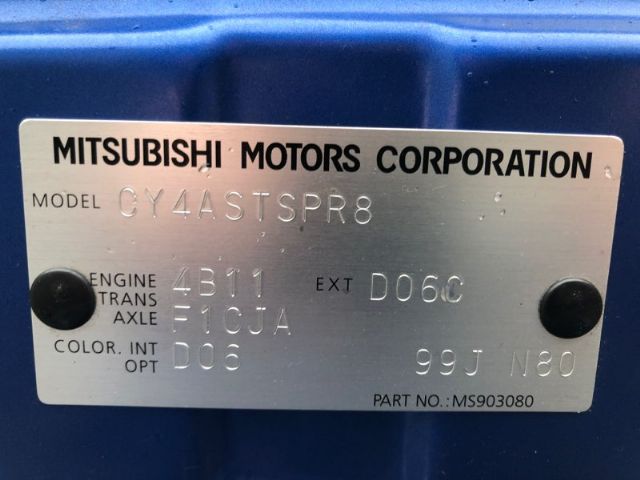 MITSUBISHI MOTORS CORPORATION
MODEL CY4ASTSPR8
ENGINE 4B11 EXT D06C
TRANS
AXLE F1CJA
COLOR. INT D06
OPT 99J N80
PART NO.: MS903080